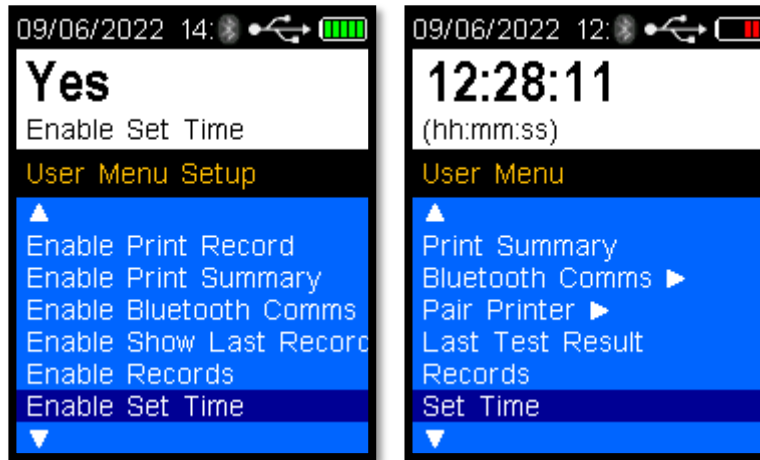 09/06/2022 14:
Yes
Enable Set Time
User Menu Setup
Enable Print Record
Enable Print Summary
Enable Bluetooth Comms
Enable Show Last Recorc
Enable Records
Enable Set Time
09/06/2022 12:
12:28:11
(hh:mm:ss)
User Menu
Print Summary
Bluetooth Comms
Pair Printer
Last Test Result
Records
Set Time